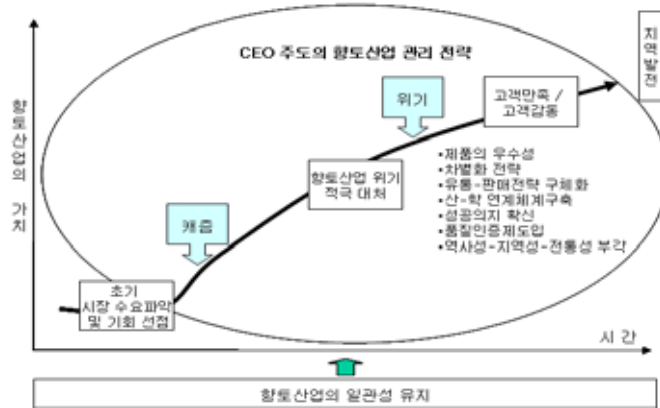 CEO 주도의 향토산업 관리 전략
지역발전
향토산업의 가치
위기
고객만족 /
고객감동
•제품의 우수성
•차별화 전략
•유통-판매전략 구체화
•산-학 연계체계구축
•성공의지 확신
•품질인증제도입
•역사성-지역성-전통성 부각
향토산업 위기
적극 대처
캐즘
초기
시장 수요파악
및 기회 선점
시 간
향토산업의 일관성 유지